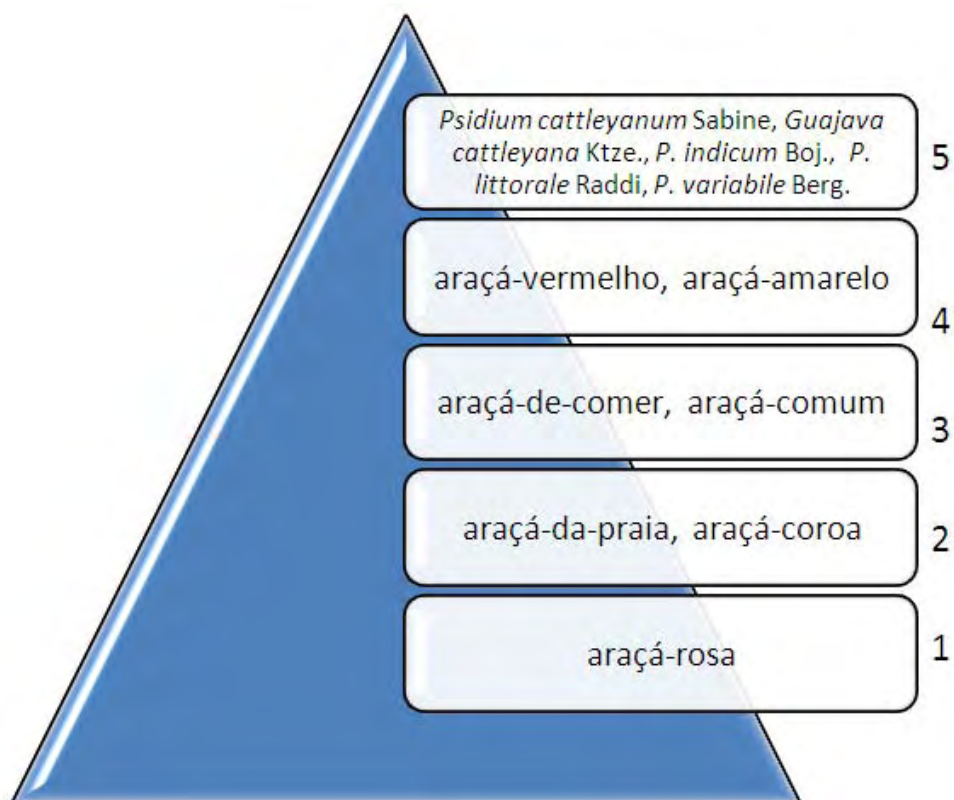 Psidium cattleyanum Sabine, Guajava
cattleyana Ktze., P. indicum Boj., P.
littorale Raddi, P. variabile Berg.
5
araçá-vermelho, araçá-amarelo
4
araçá-de-comer, araçá-comum
3
araçá-da-praia, araçá-coroa
2
araçá-rosa
1